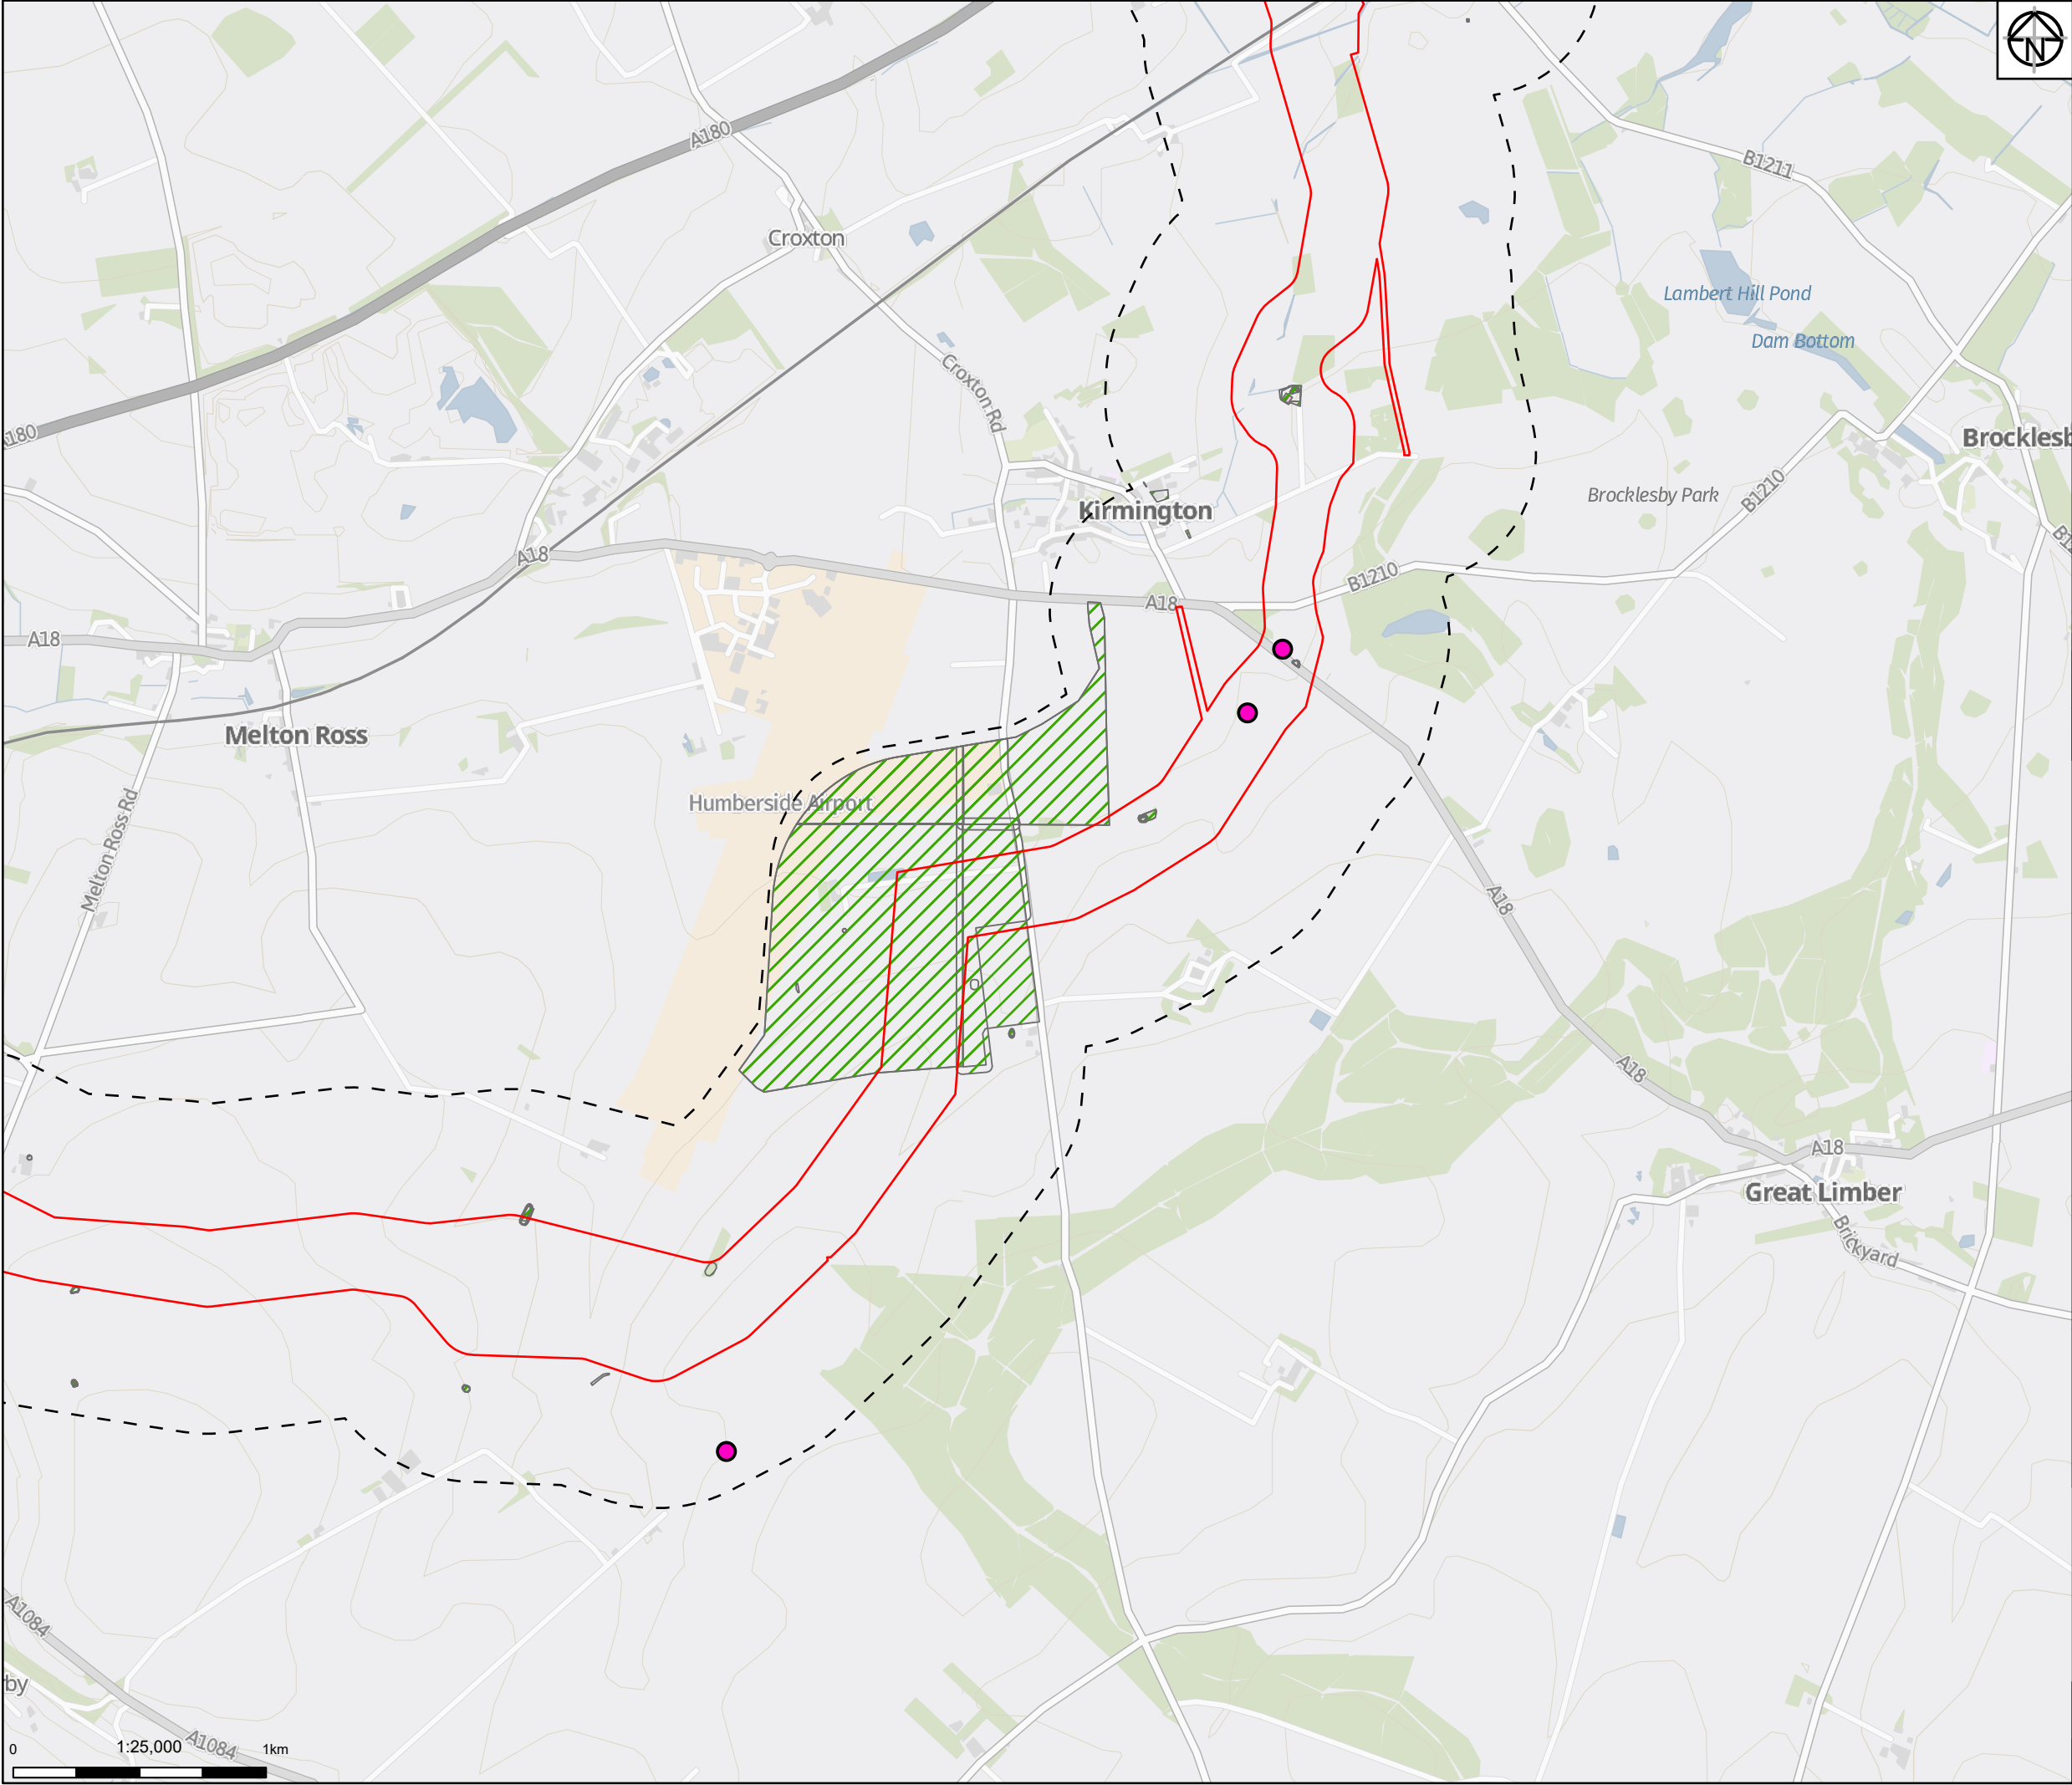 N
A180
B1211
Croxton
Lambert Hill Pond
Dam Bottom
Croxton Rd
A180
Brocklesb
B1210
Brocklesby Park
Kirmington
A18
B1210
A18
A18
Melton Ross
Humberside Airport
Melton Ross Rd
A18
A18
A18
Great Limber
Brickyard
A1084
by
A1084
0
1:25,000
1km